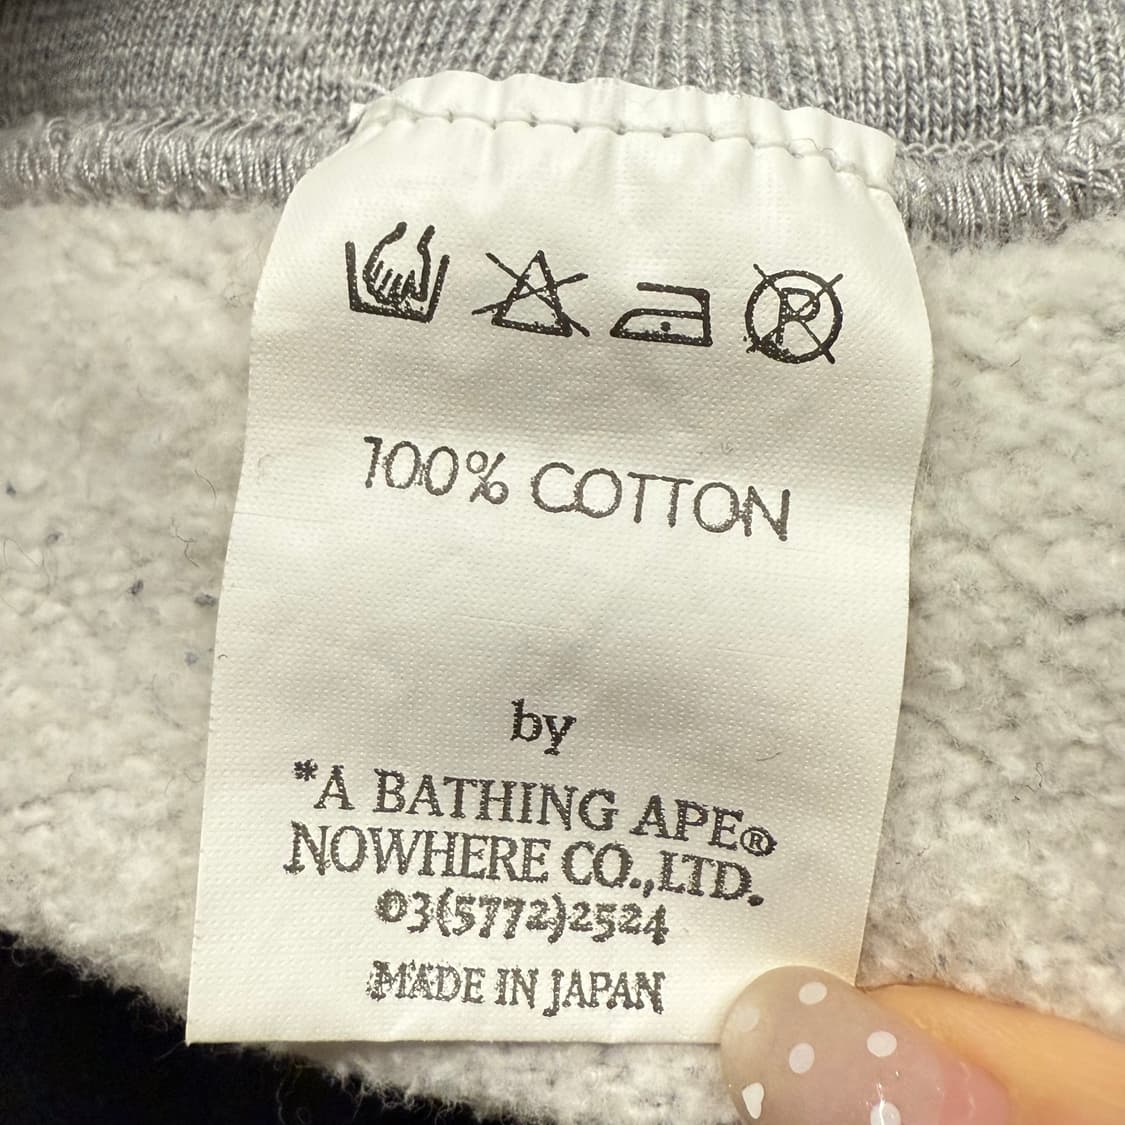 P
100% COTTON
by
*A BATHING APE®
NOWHERE CO.,LTD.
03(5772)2524
MADE IN JAPAN